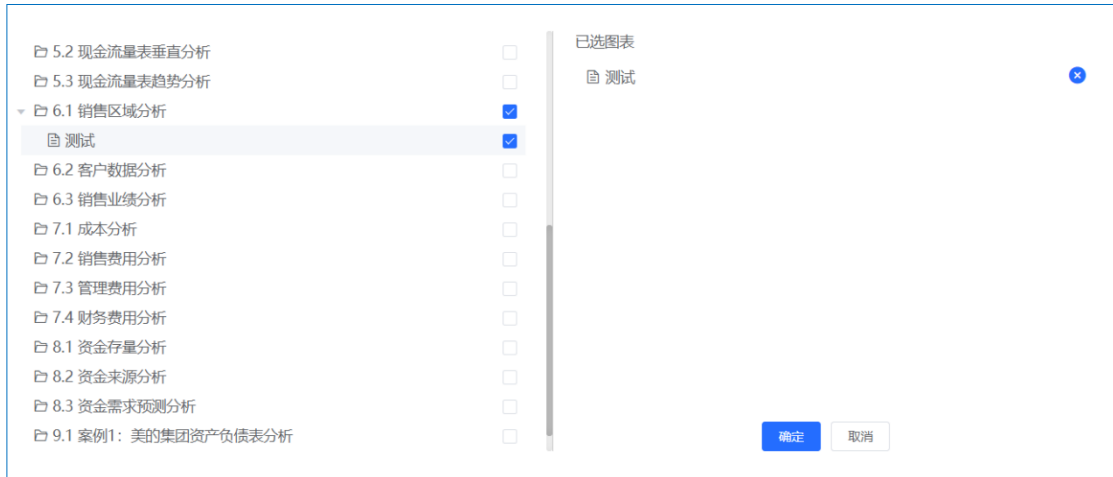 5.2 现金流量表垂直分析
5.3 现金流量表趋势分析
6.1 销售区域分析
测试
6.2 客户数据分析
6.3 销售业绩分析
7.1 成本分析
7.2 销售费用分析
7.3 管理费用分析
7.4 财务费用分析
8.1 资金存量分析
8.2 资金来源分析
8.3 资金需求预测分析
9.1 案例1：美的集团资产负债表分析
已选图表
测试
确定 取消